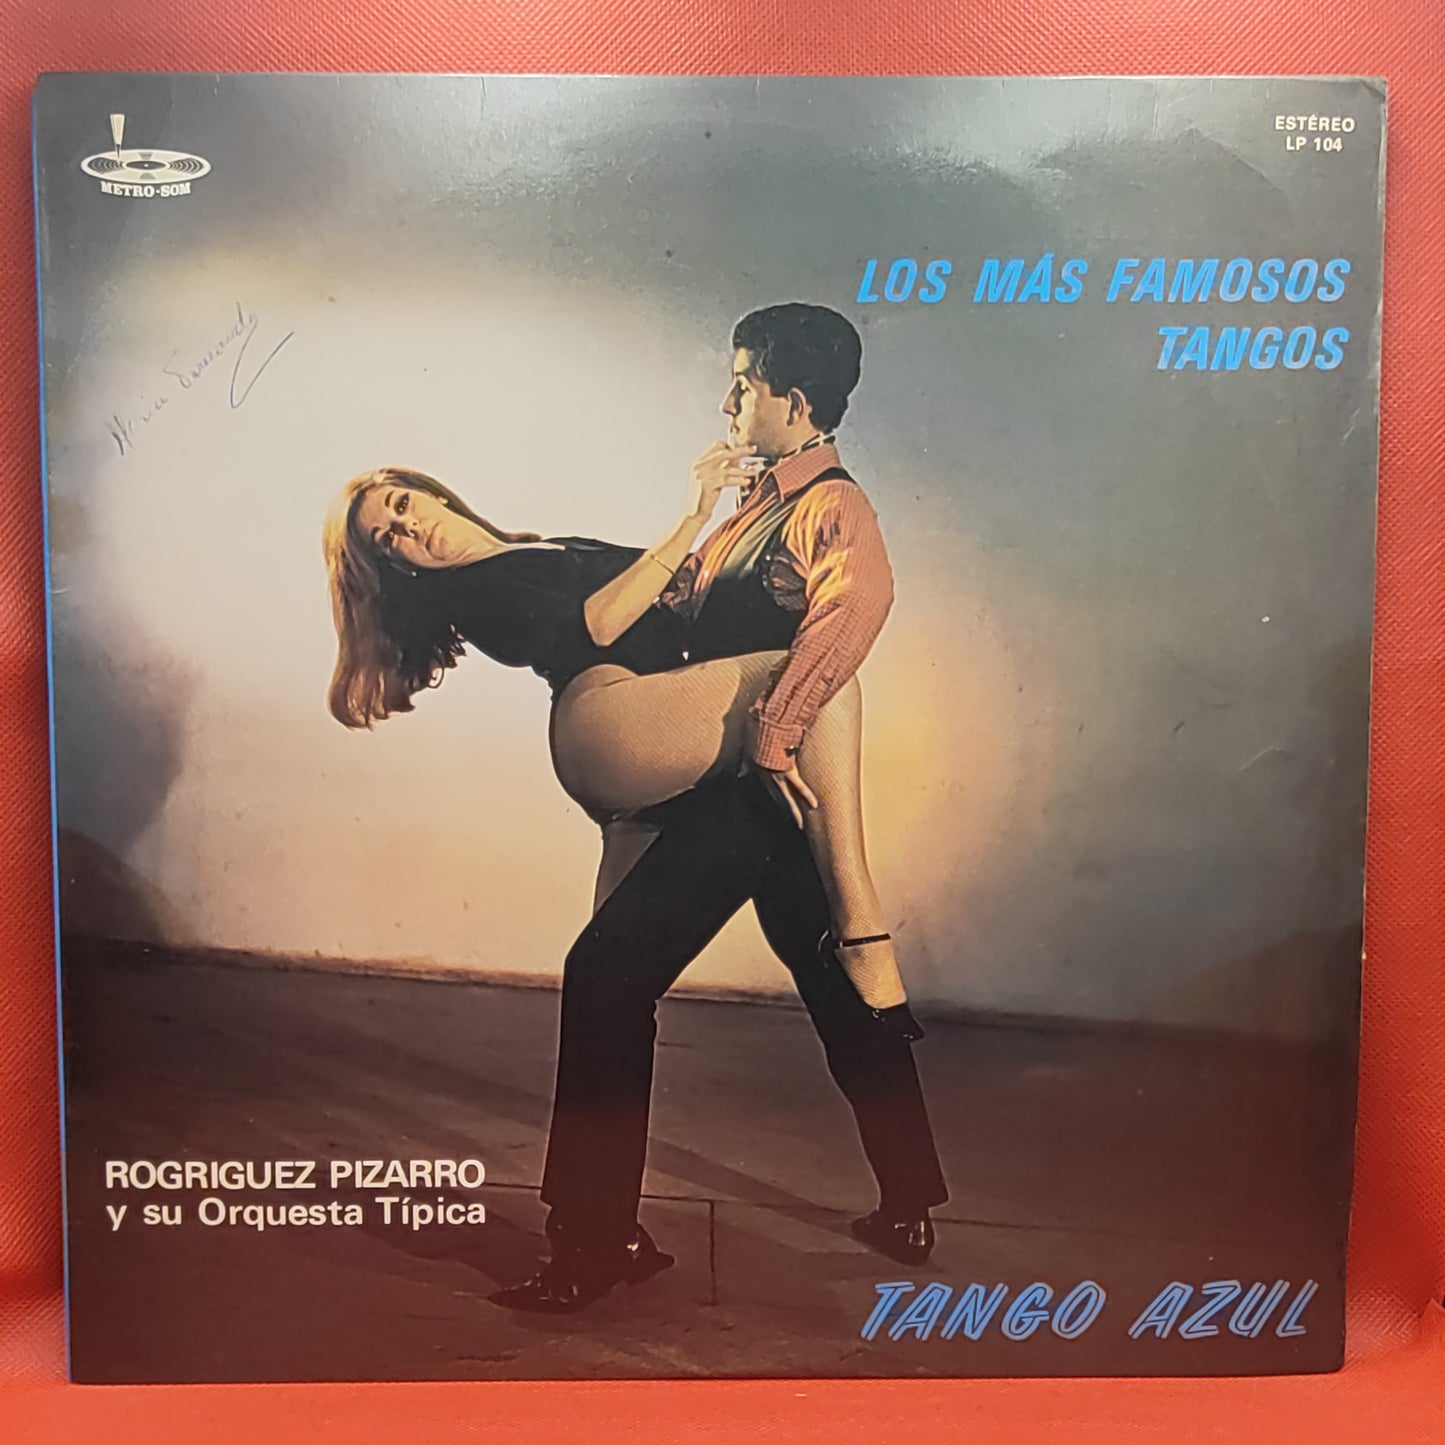 METRO-SOM
ESTÉREO
LP 104
LOS MÁS FAMOSOS
TANGOS
ROGRIGUEZ PIZARRO
y su Orquesta Típica
TANGO AZUL